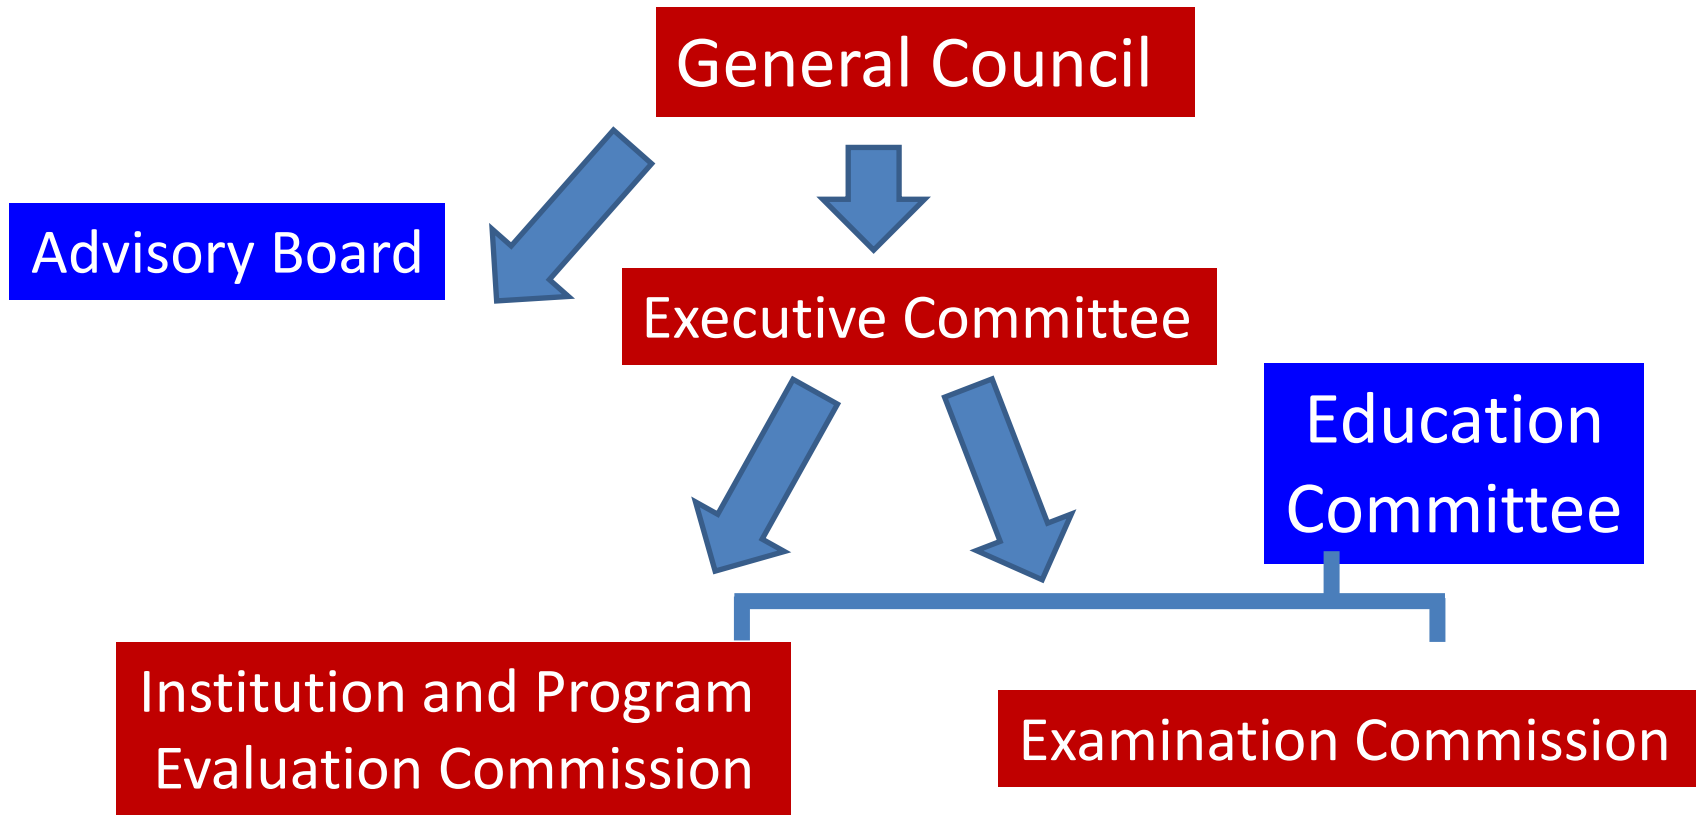 General Council
Advisory Board
Executive Committee
Education
Committee
Institution and Program
Evaluation Commission
Examination Commission